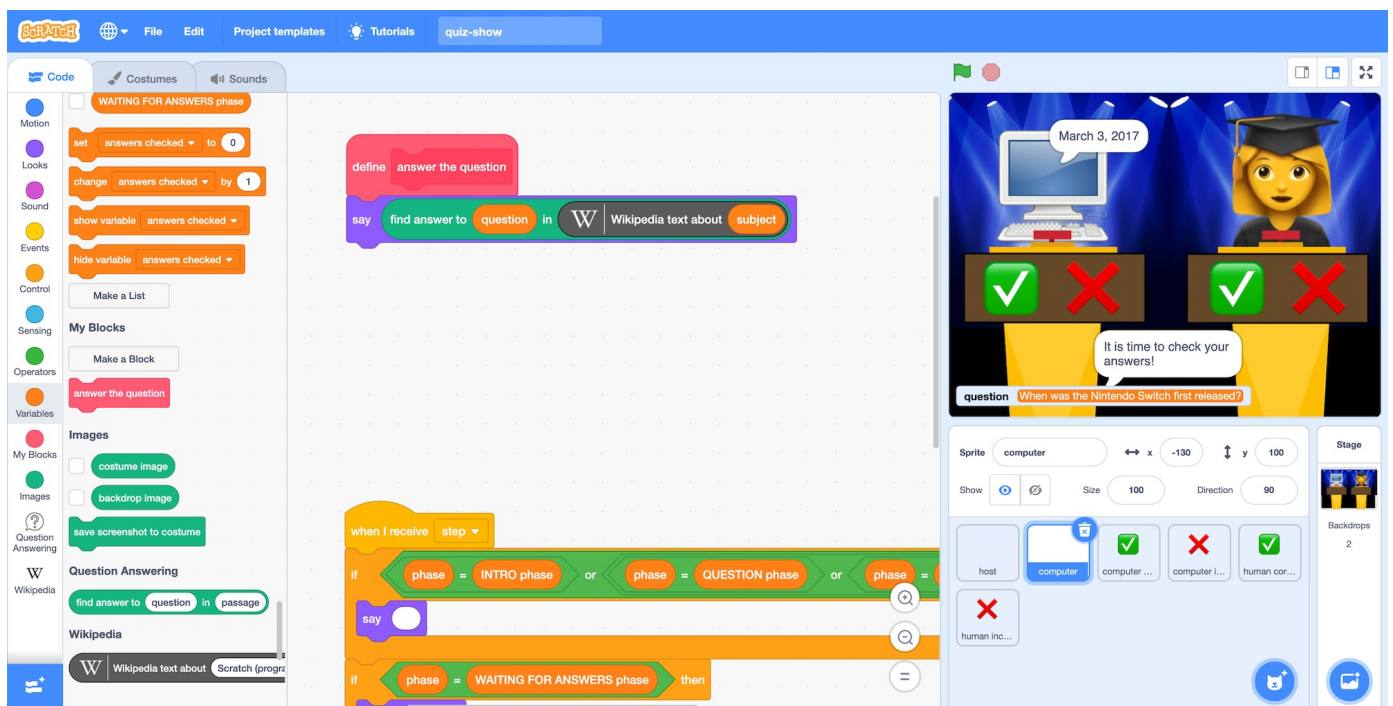 SCRATCH File Edit Project templates Tutorials quiz-show
Code Costumes Sounds
Motion
Looks
Sound
Events
Control
Sensing
Operators
Variables
My Blocks
Images
Question
Answering
W
Wikipedia
WAITING FOR ANSWERS phase
set answers checked to 0
change answers checked by 1
show variable answers checked
hide variable answers checked
Make a List
My Blocks
Make a Block
answer the question
Images
costume image
backdrop image
save screenshot to costume
Question Answering
find answer to question in passage
Wikipedia
W Wikipedia text about Scratch (progra
define answer the question
say find answer to question in W Wikipedia text about subject
when I receive step
if phase = INTRO phase or phase = QUESTION phase or phase =
say
if phase = WAITING FOR ANSWERS phase then
March 3, 2017
It is time to check your
answers!
question When was the Nintendo Switch first released?
Sprite computer x -130 y 100
Show Size 100 Direction 90
host computer computer ... computer i... human cor...
human inc...
Stage
Backdrops
2